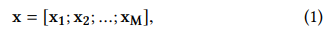 x = [x1; x2; ...; xM], (1)